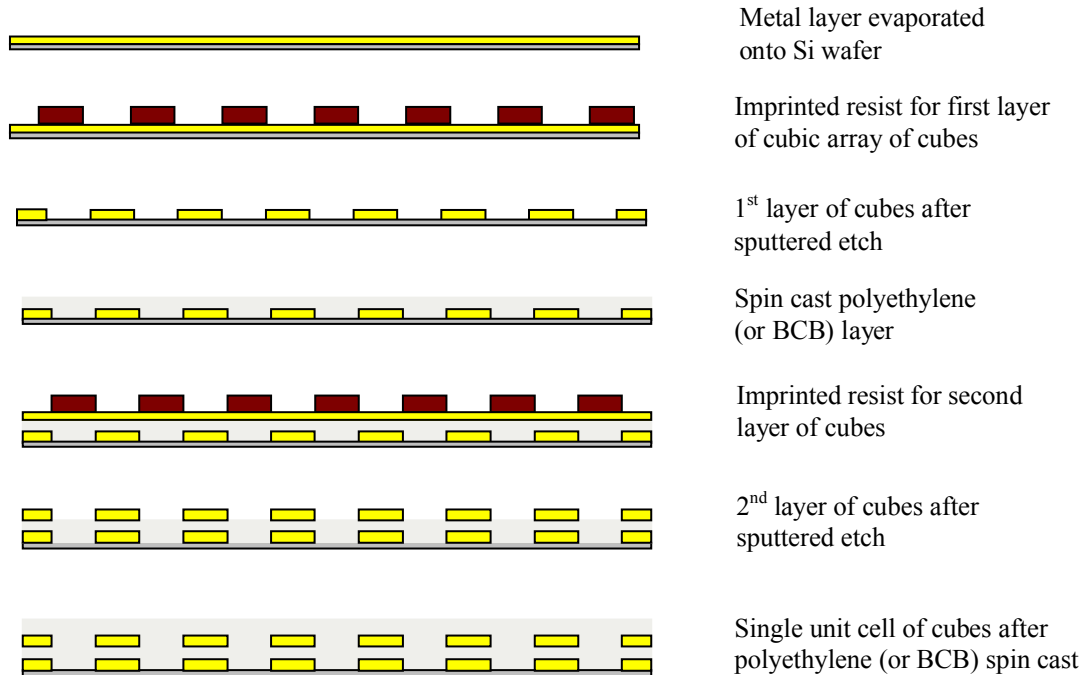 Metal layer evaporated
onto Si wafer
Imprinted resist for first layer
of cubic array of cubes
1st layer of cubes after
sputtered etch
Spin cast polyethylene
(or BCB) layer
Imprinted resist for second
layer of cubes
2nd layer of cubes after
sputtered etch
Single unit cell of cubes after
polyethylene (or BCB) spin cast